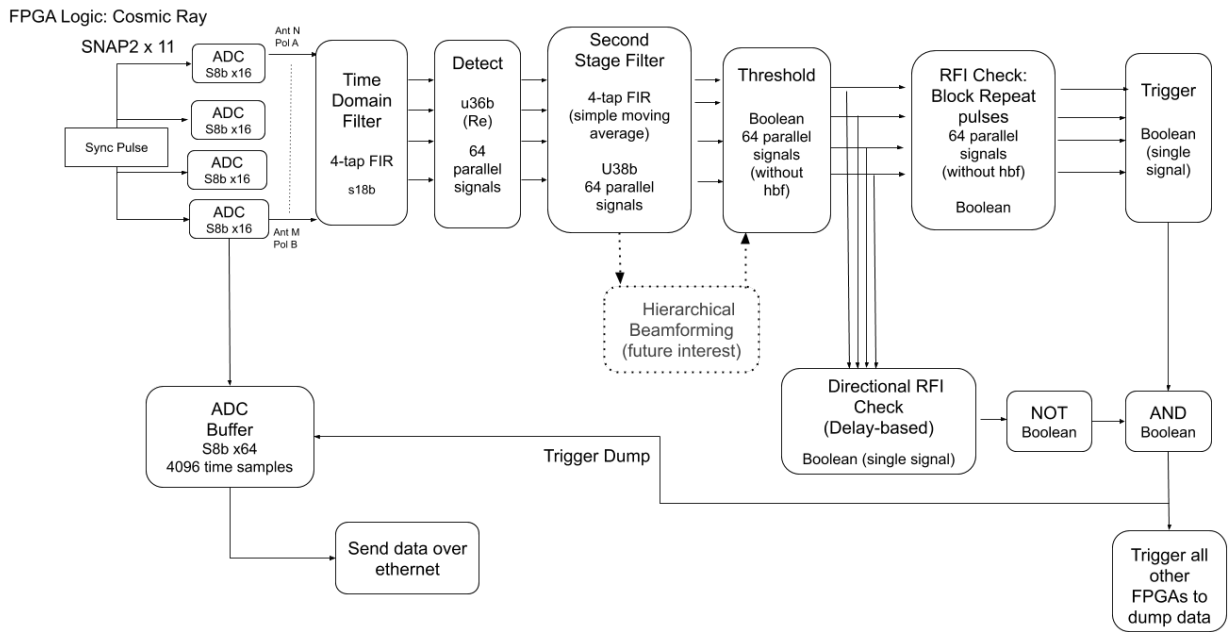 FPGA Logic: Cosmic Ray
SNAP2 x 11
Sync Pulse
ADC
S8b x16
ADC
S8b x16
ADC
S8b x16
ADC
S8b x16
Ant N
Pol A
Ant M
Pol B
Time
Domain
Filter
4-tap FIR
s18b
Detect
u36b
(Re)
64
parallel
signals
Second
Stage Filter
4-tap FIR
(simple moving
average)
U38b
64 parallel
signals
Threshold
Boolean
64 parallel
signals
(without
hbf)
RFI Check:
Block Repeat
pulses
64 parallel
signals
(without hbf)
Boolean
Trigger
Boolean
(single
signal)
Hierarchical
Beamforming
(future interest)
Directional RFI
Check
(Delay-based)
Boolean (single signal)
NOT
Boolean
AND
Boolean
ADC
Buffer
S8b x64
4096 time samples
Trigger Dump
Send data over
ethernet
Trigger all
other
FPGAs to
dump data